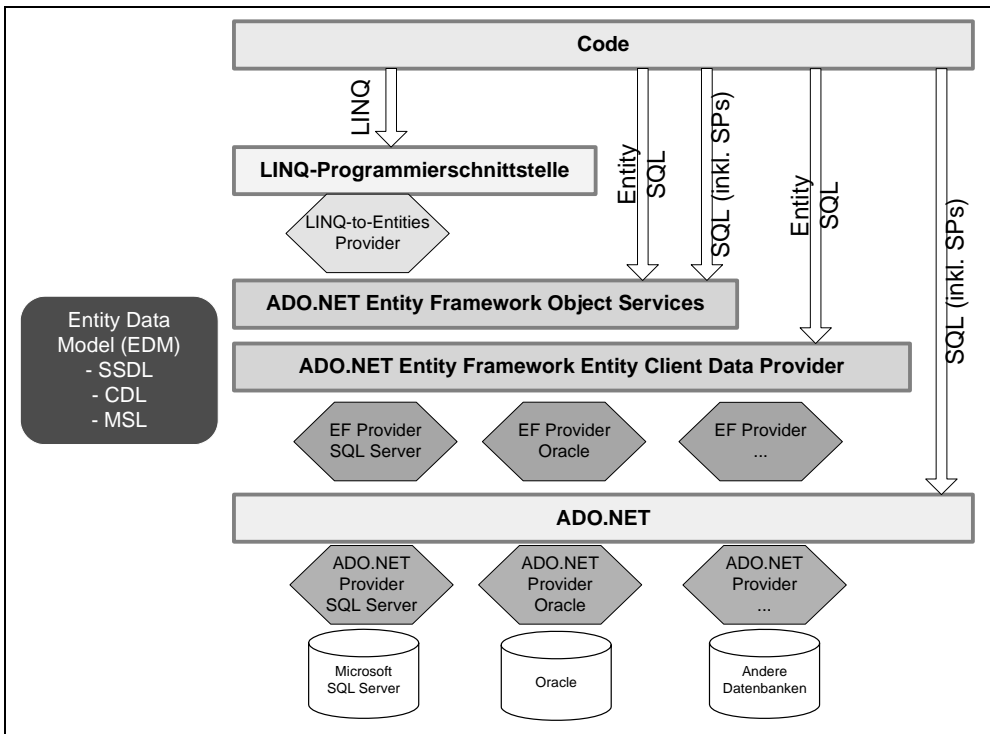 Code
LINQ
Entity
SQL
SQL (inkl. SPs)
Entity
SQL
SQL (inkl. SPs)
LINQ-Programmierschnittstelle
LINQ-to-Entities
Provider
ADO.NET Entity Framework Object Services
Entity Data
Model (EDM)
- SSDL
- CDL
- MSL
ADO.NET Entity Framework Entity Client Data Provider
EF Provider
SQL Server
EF Provider
Oracle
EF Provider
...
ADO.NET
ADO.NET
Provider
SQL Server
ADO.NET
Provider
Oracle
ADO.NET
Provider
...
Microsoft
SQL Server
Oracle
Andere
Datenbanken